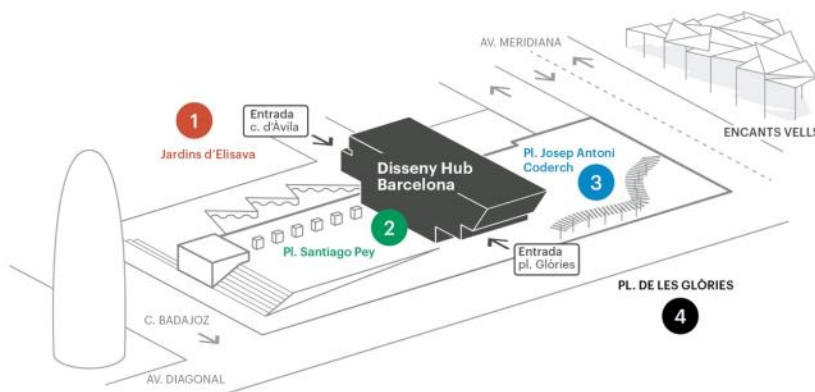 AV. MERIDIANA
ENCANTS VELLS
1
Jardins d'Elisava
Entrada
c. d'Àvila
Disseny Hub
Barcelona
Pl. Josep Antoni
Coderch
3
2
Pl. Santiago Pey
Entrada
pl. Glòries
PL. DE LES GLÒRIES
4
C. BADAJOZ
AV. DIAGONAL